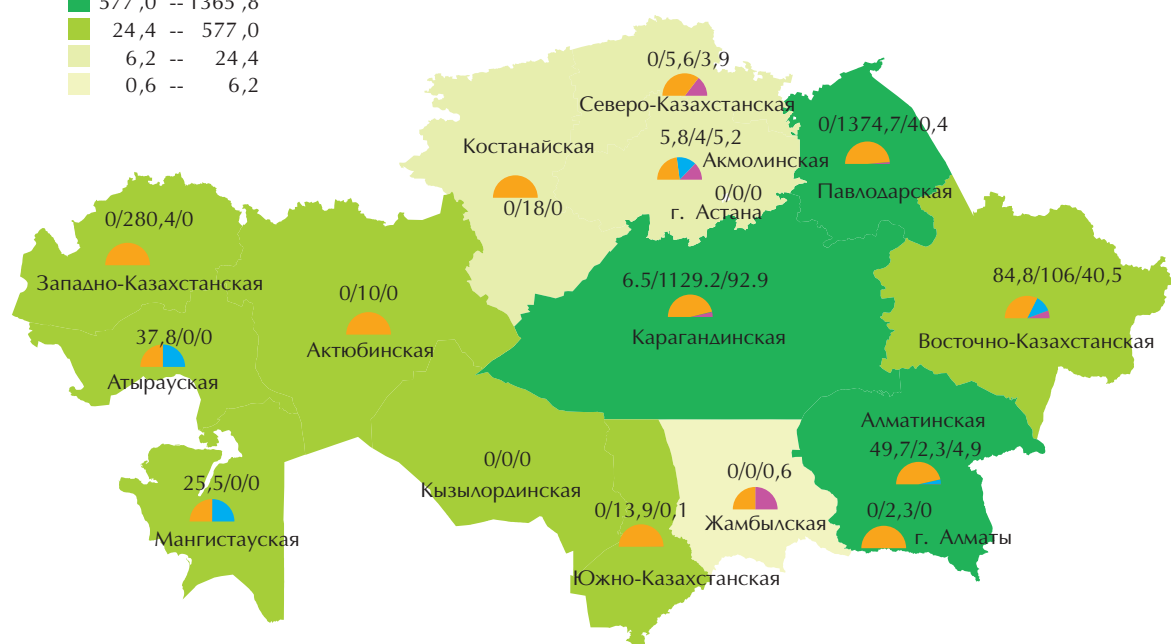 577,0 -- 1365,8
24,4 -- 577,0
6,2 -- 24,4
0,6 -- 6,2
0/5,6/3,9
Северо-Казахстанская
0/1374,7/40,4
Павлодарская
Костанайская
0/18/0
5,8/4/5,2
Акмолинская
0/0/0
г. Астана
0/280,4/0
Западно-Казахстанская
0/10/0
Актюбинская
6.5/1129.2/92.9
Карагандинская
84,8/106/40,5
Восточно-Казахстанская
37,8/0/0
Атырауская
Алматинская
49,7/2,3/4,9
0/0/0
Кызылординская
25,5/0/0
Мангистауская
0/0/0,6
Жамбылская
0/13,9/0,1
Южно-Казахстанская
0/2,3/0
г. Алматы